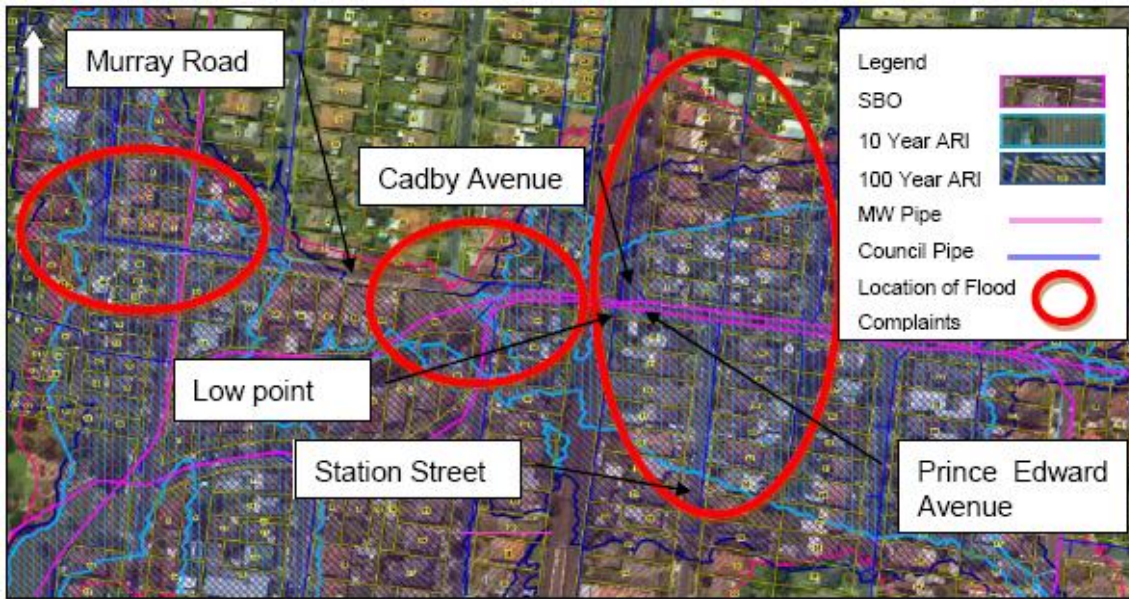 Murray Road
Cadby Avenue
Low point
Station Street
Prince Edward
Avenue
Legend
SBO
10 Year ARI
100 Year ARI
MW Pipe
Council Pipe
Location of Flood
Complaints